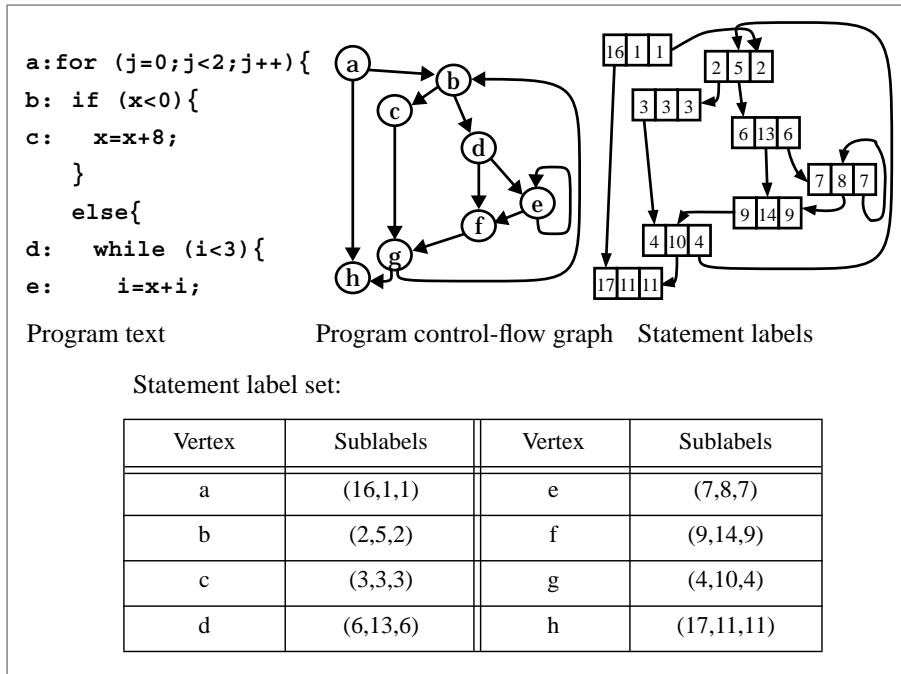 a:for (j=0;j<2;j++){
b: if (x<0){
c: x=x+8;
}
else{
d: while (i<3){
e: i=x+i;
Program text
a
b
c
d
e
f
g
h
Program control-flow graph
16 1 1
2 5 2
3 3 3
6 13 6
7 8 7
9 14 9
4 10 4
17 11 11
Statement labels
Statement label set:
Vertex Sublabels Vertex Sublabels
a (16,1,1) e (7,8,7)
b (2,5,2) f (9,14,9)
c (3,3,3) g (4,10,4)
d (6,13,6) h (17,11,11)